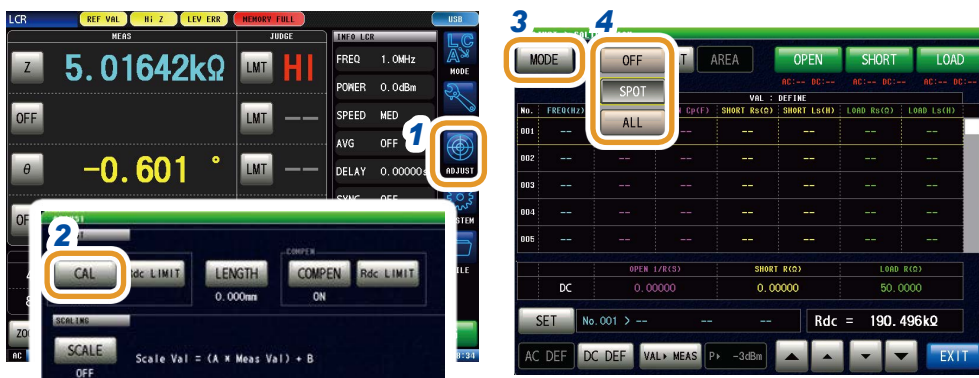 LCR REF VAL Hi Z LEV ERR MEMORY FULL USB
MEAS JUDGE INFO LCR
Z 5.01642kΩ LMT HI FREQ 1.0MHz MODE
POWER 0.0dBm
OFF LMT -- SPEED MED
AVG OFF 1
θ -0.601 ° LMT -- DELAY 0.00000s ADJUST
2
CAL Rdc LIMIT LENGTH COMPEN COMPEN Rdc LIMIT
0.000mm ON
SCALING
SCALE Scale Val = (A * Meas Val) + B
OFF
AC
3 4
MODE OFF AREA OPEN SHORT LOAD
SPOT AC:-- DC:-- AC:-- DC:-- AC:-- DC:--
ALL VAL : DEFINE
No. FREQ(Hz) Cp(F) SHORT Rs(Ω) SHORT Ls(H) LOAD Rs(Ω) LOAD Ls(H)
001 -- -- -- -- -- -- --
002 -- -- -- -- -- -- --
003 -- -- -- -- -- -- --
004 -- -- -- -- -- -- --
005 -- -- -- -- -- -- --
OPEN 1/R(S) SHORT R(Ω) LOAD R(Ω)
DC 0.00000 0.00000 50.0000
SET No.001 > -- -- -- Rdc = 190.496kΩ
AC DEF DC DEF VAL▶ MEAS P▶ -3dBm EXIT